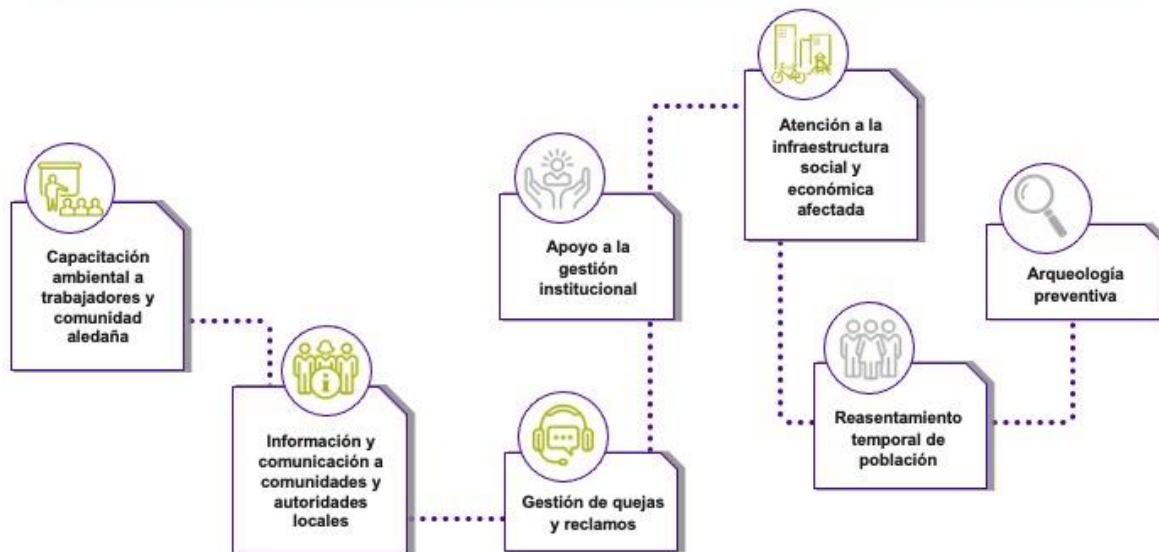 Capacitación
ambiental a
trabajadores y
comunidad
aledaña
Información y
comunicación a
comunidades y
autoridades
locales
Gestión de quejas
y reclamos
Apoyo a la
gestión
institucional
Atención a la
infraestructura
social y
económica
afectada
Reasentamiento
temporal de
población
Arqueología
preventiva